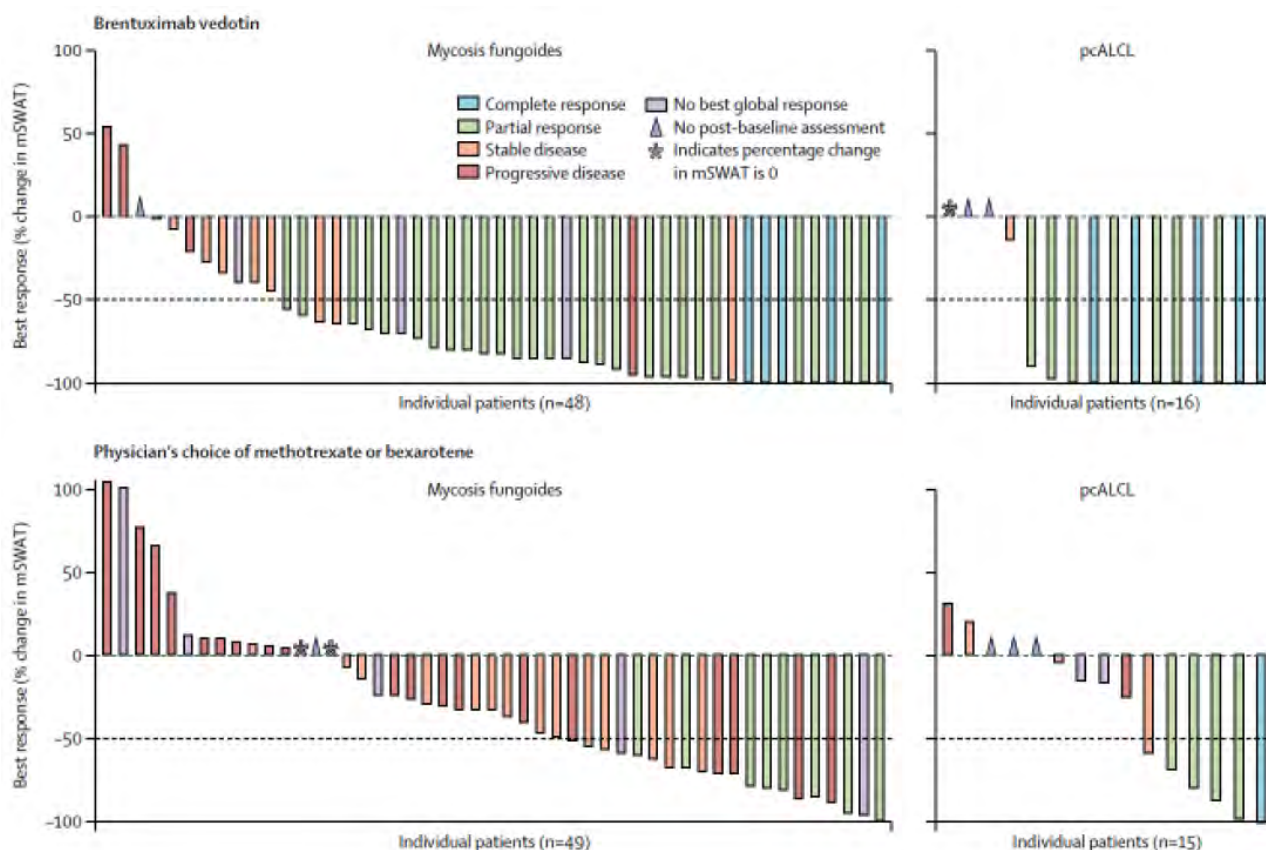 Brentuximab vedotin
Mycosis fungoides
pcALCL
100
50
0
−50
−100
Best response (% change in mSWAT)
Complete response
Partial response
Stable disease
Progressive disease
No best global response
No post-baseline assessment
Indicates percentage change
in mSWAT is 0
Individual patients (n=48)
Individual patients (n=16)
Physician's choice of methotrexate or bexarotene
Mycosis fungoides
pcALCL
100
50
0
−50
−100
Best response (% change in mSWAT)
Individual patients (n=49)
Individual patients (n=15)